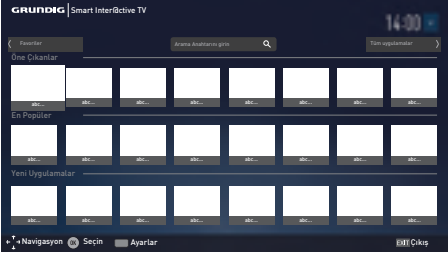 GRUNDIG Smart Inter@ctive TV
14:00
Favoriler Arama Anahtarını girin Tüm uygulamalar
Öne Çıkanlar
abc... abc... abc... abc... abc... abc... abc... abc...
En Popüler
abc... abc... abc... abc... abc... abc... abc... abc...
Yeni Uygulamalar
abc... abc... abc... abc... abc... abc... abc... abc...
Navigasyon OK Seçin Ayarlar EXIT Çıkış